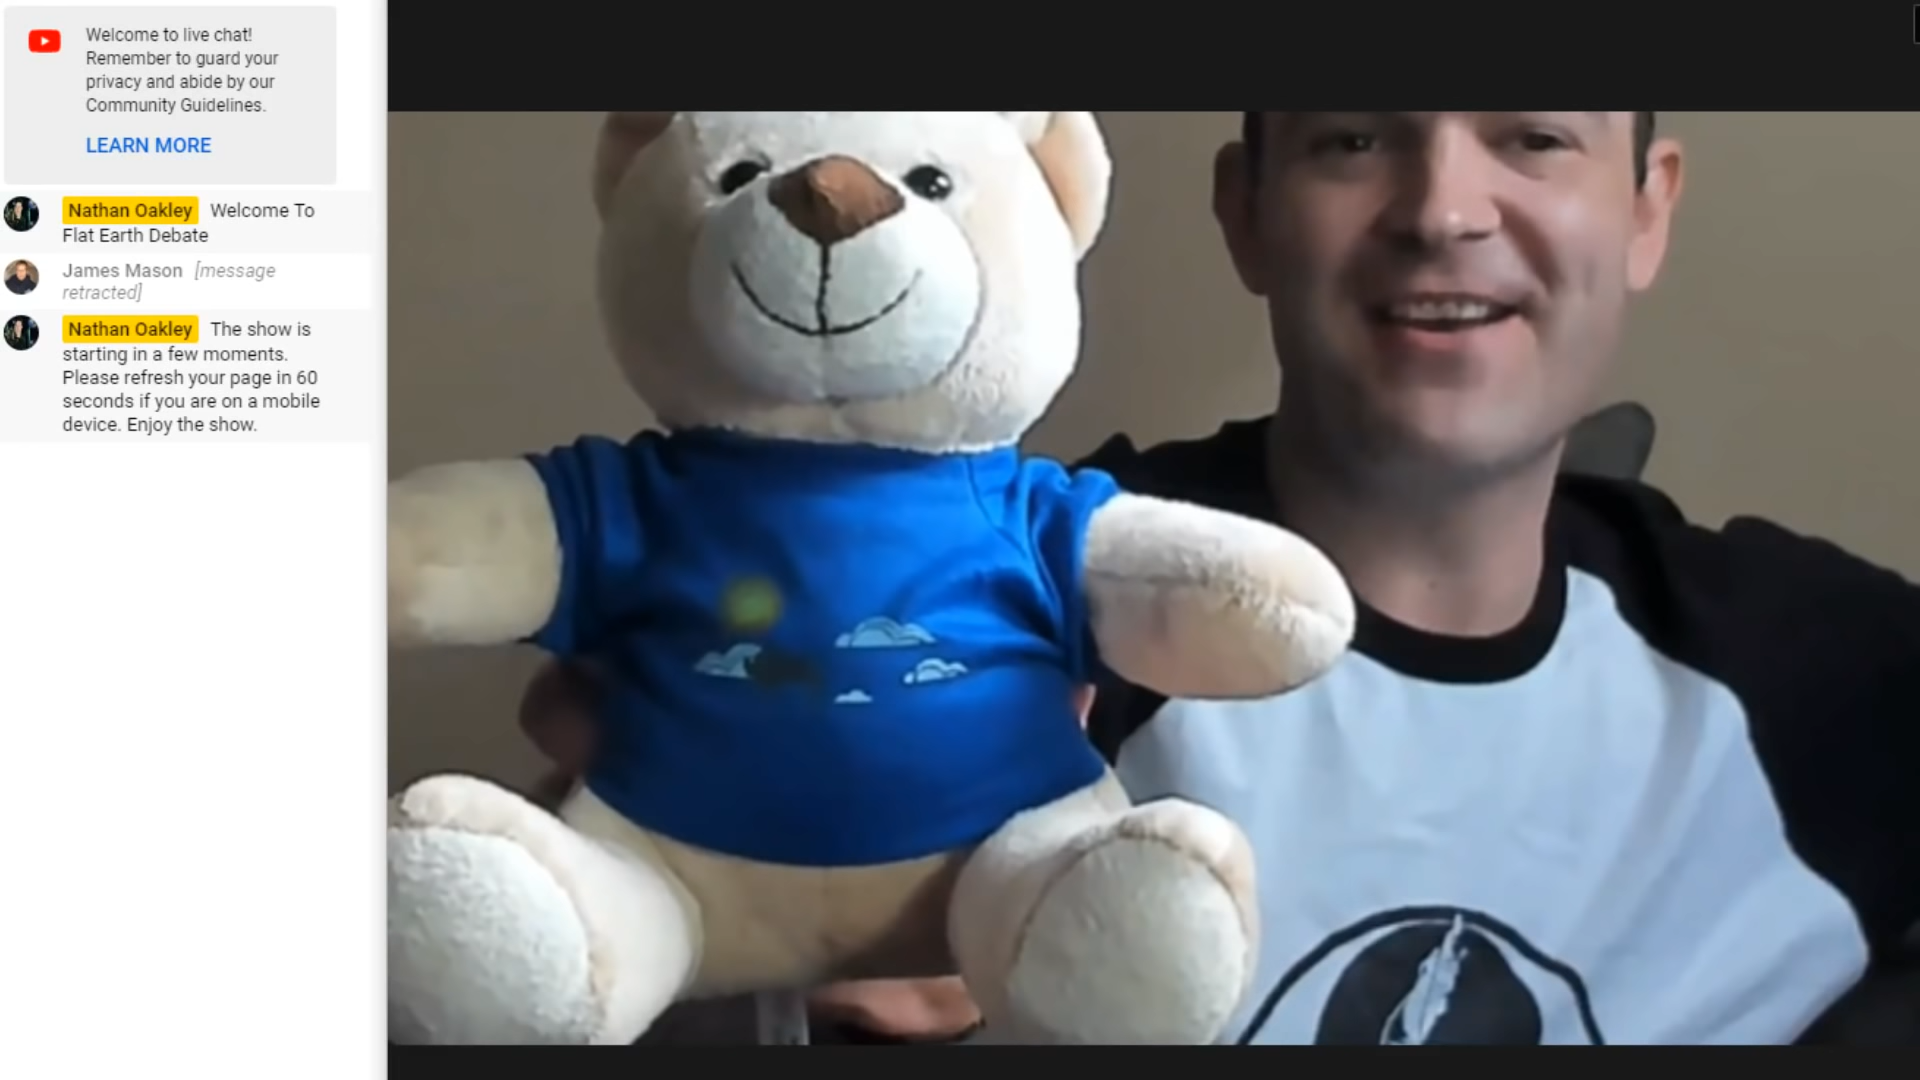 Welcome to live chat!
Remember to guard your
privacy and abide by our
Community Guidelines.
LEARN MORE
Nathan Oakley Welcome To
Flat Earth Debate
James Mason [message
retracted]
Nathan Oakley The show is
starting in a few moments.
Please refresh your page in 60
seconds if you are on a mobile
device. Enjoy the show.